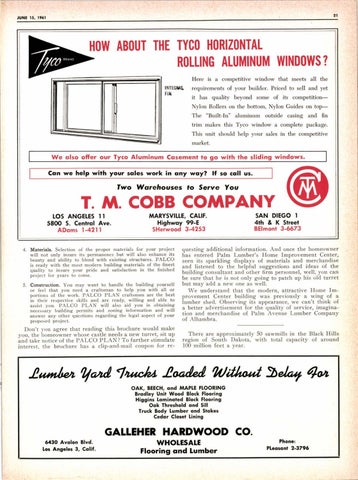 JUNE 15, 1961
21
Tyco
HOW ABOUT THE TYCO HORIZONTAL
ROLLING ALUMINUM WINDOWS?
INTEGRAL
FIN
Here is a competitive window that meets all the
requirements of your builder. Priced to sell and yet
it has quality beyond some of its competition—
Nylon Rollers on the bottom, Nylon Guides on top—
The "Built-In" aluminum outside casing and fin
trim makes this Tyco window a complete package.
This unit should help your sales in the competitive
market.
We also offer our Tyco Aluminum Casement to go with the sliding windows.
Can we help with your sales work in any way? If so call us.
Two Warehouses to Serve You
T. M. COBB COMPANY
LOS ANGELES 11
5800 S. Central Ave.
ADams 1-4211
MARYSVILLE, CALIF.
Highway 99-E
SHerwood 3-4253
SAN DIEGO 1
4th & K Street
BElmont 3-6673
4. Materials. Selection of the proper materials for your project
will not only insure its permanence but will also enhance its
beauty and ability to blend with existing structures. PALCO
is ready with the most modern building materials of the finest
quality to insure your pride and satisfaction in the finished
project for years to come.
5. Construction. You may want to handle the building yourself
or feel that you need someone to help you with all or
portions of the work. PALCO PLAN craftsmen are the best
in their respective skills and are ready, willing and able to
assist you. PALCO PLAN will also aid you in obtaining
necessary building permits and zoning information and will
answer any other questions regarding the legal aspect of your
proposed project.
Don't you agree that reading this brochure would make
you, the homeowner whose castle needs a new turret, sit up
and take notice of the PALCO PLAN? To further stimulate
interest, the brochure has a clip-and-mail coupon for re-
questing additional information. And once the homeowner
has entered Palm Lumber's Home Improvement Center,
seen its sparkling displays of materials and merchandise
and listened to the helpful suggestions and ideas of the
building consultant and other firm personnel, well, you can
be sure that he is not only going to patch up his old turret
but may add a new one as well.
We understand that the modern, attractive Home Im-
provement Center building was previously a wing of a
lumber shed. Observing its appearance, we can't think of
a better advertisement for the quality of service, imagina-
tion and merchandise of Palm Avenue Lumber Company
of Alhambra.
There are approximately 50 sawmills in the Black Hills
region of South Dakota, with total capacity of around
100 million feet a year.
Lumber Yard Trucks Loaded Without Delay For
OAK, BEECH, and MAPLE FLOORING
Bradley Unit Wood Block Flooring
Higgins Laminated Block Flooring
Oak Threshold and Sill
Truck Body Lumber and Stakes
Cedar Closet Lining
GALLEHER HARDWOOD CO.
6430 Avalon Blvd.
Los Angeles 3, Calif.
WHOLESALE
Flooring and Lumber
Phone:
PLeasant 2-3796